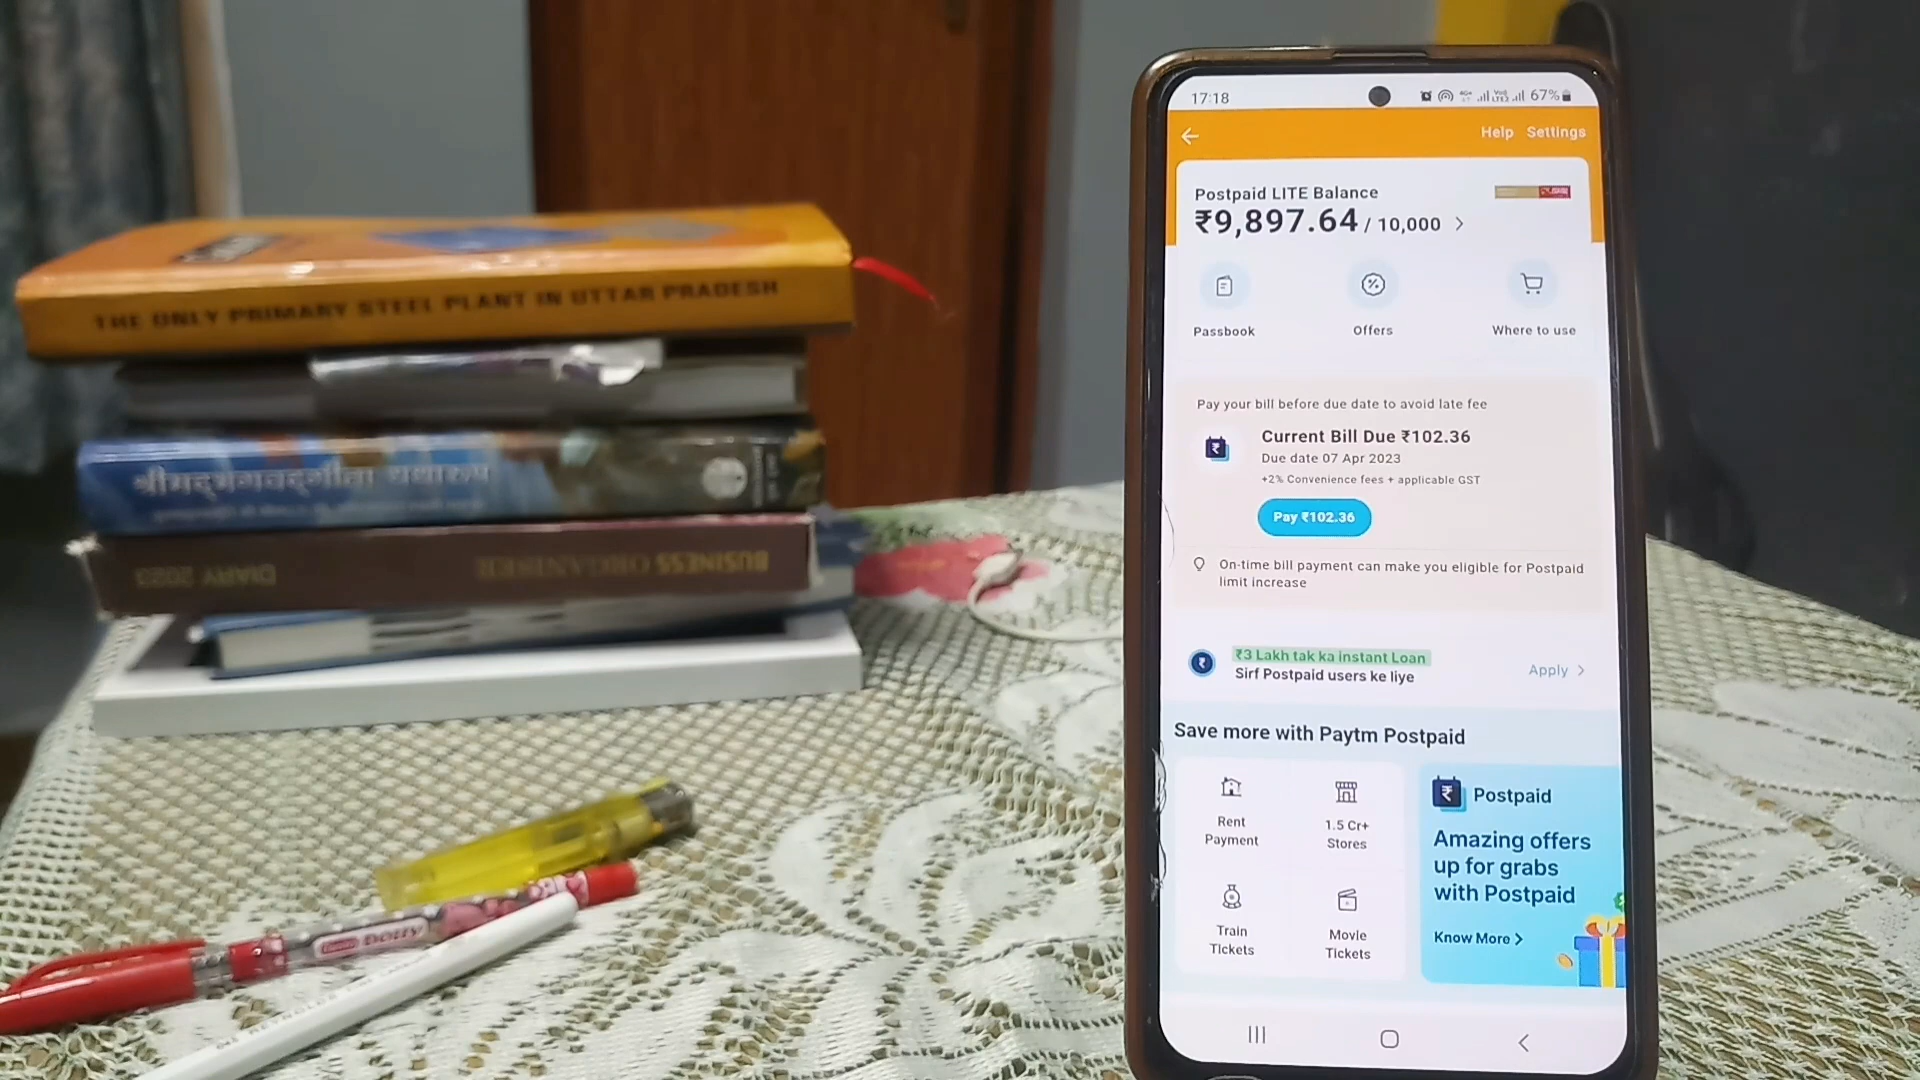 THE ONLY PRIMARY STEEL PLANT IN UTTAR PRADESH
श्रीमद्भगवद्गीता यथारूप
BUSINESS ORGANISER
DIARY 2023
DOLLY
17:18
67%
Help Settings
Postpaid LITE Balance
₹9,897.64 / 10,000 >
Passbook
Offers
Where to use
Pay your bill before due date to avoid late fee
Current Bill Due ₹102.36
Due date 07 Apr 2023
+2% Convenience fees + applicable GST
Pay ₹102.36
On-time bill payment can make you eligible for Postpaid
limit increase
₹3 Lakh tak ka instant Loan
Sirf Postpaid users ke liye
Apply >
Save more with Paytm Postpaid
Rent
Payment
1.5 Cr+
Stores
Train
Tickets
Movie
Tickets
Postpaid
Amazing offers
up for grabs
with Postpaid
Know More >